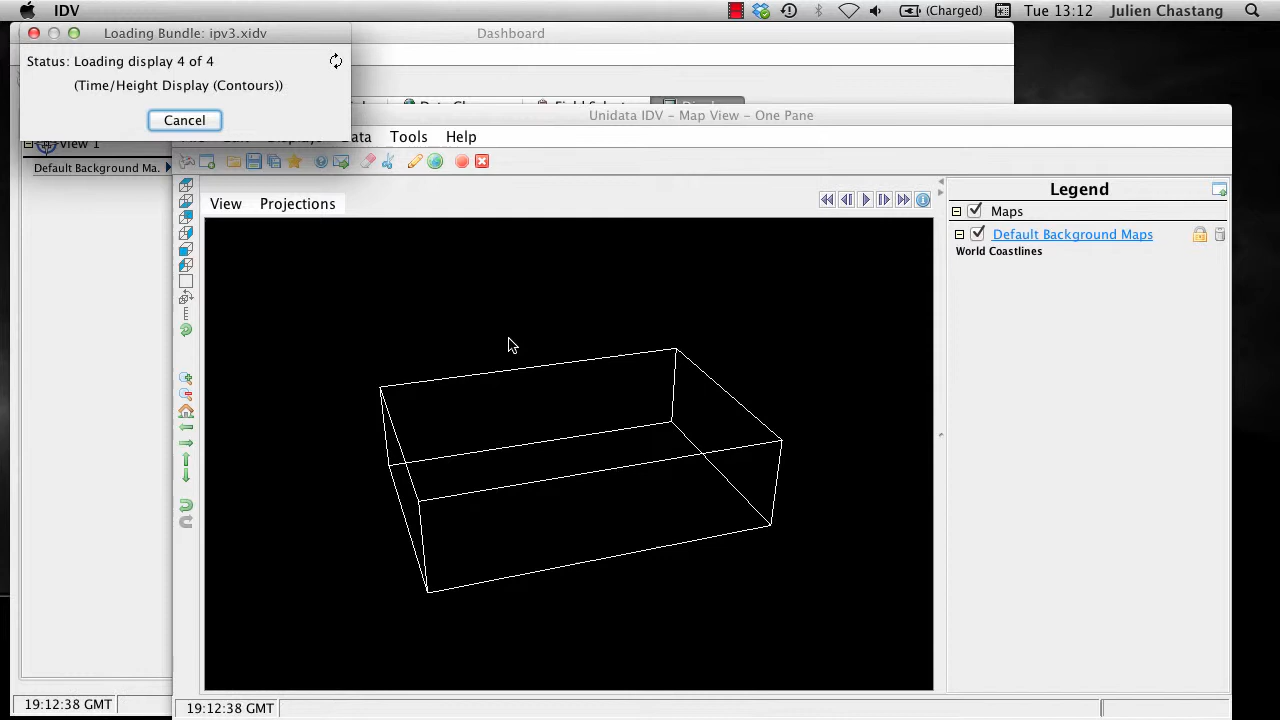 IDV
(Charged)
Tue 13:12
Julien Chastang
Loading Bundle: ipv3.xidv
Dashboard
Status: Loading display 4 of 4
(Time/Height Display (Contours))
Cancel
Unidata IDV - Map View - One Pane
View 1
Tools
Help
Default Background Ma.
View
Projections
Legend
Maps
Default Background Maps
World Coastlines
19:12:38 GMT
19:12:38 GMT